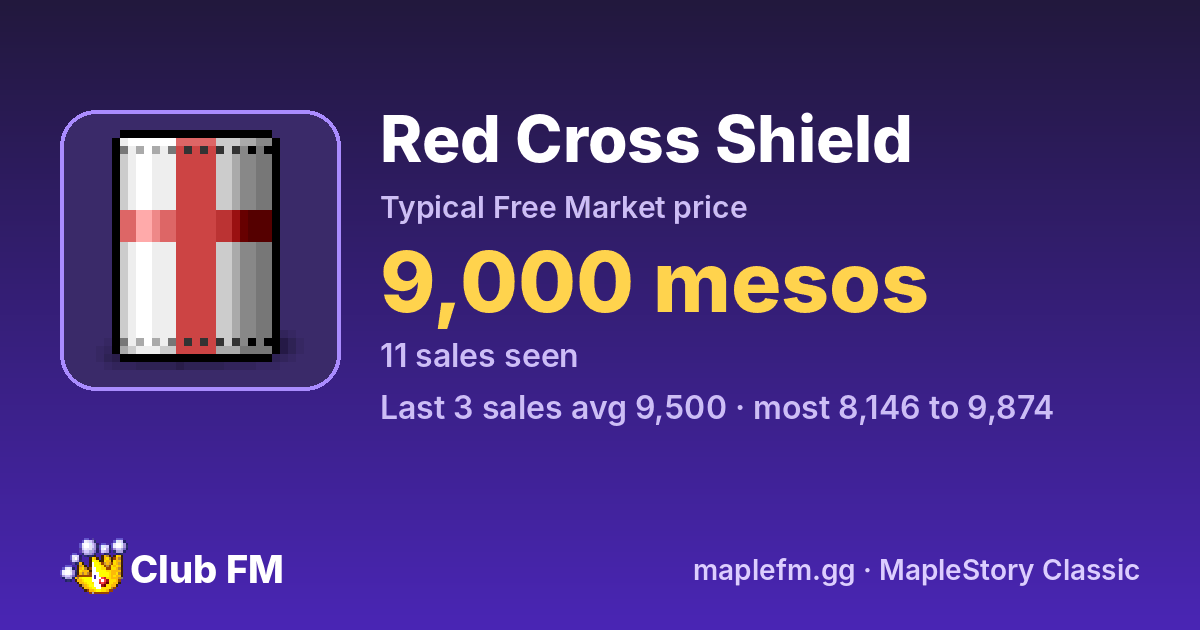 Red Cross Shield
Typical Free Market price
9,000 mesos
11 sales seen
Last 3 sales avg 9,500 · most 8,146 to 9,874
Club FM
maplefm.gg · MapleStory Classic